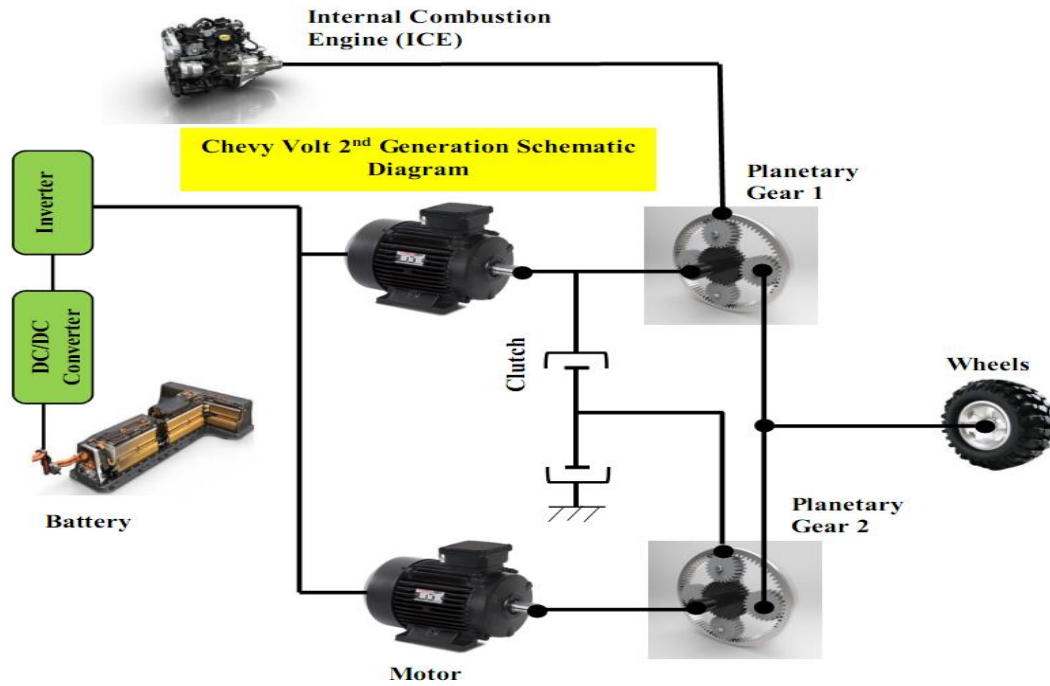 Internal Combustion
Engine (ICE)
Chevy Volt 2nd Generation Schematic
Diagram
Planetary
Gear 1
Inverter
DC/DC
Converter
Clutch
Wheels
Battery
Planetary
Gear 2
Motor